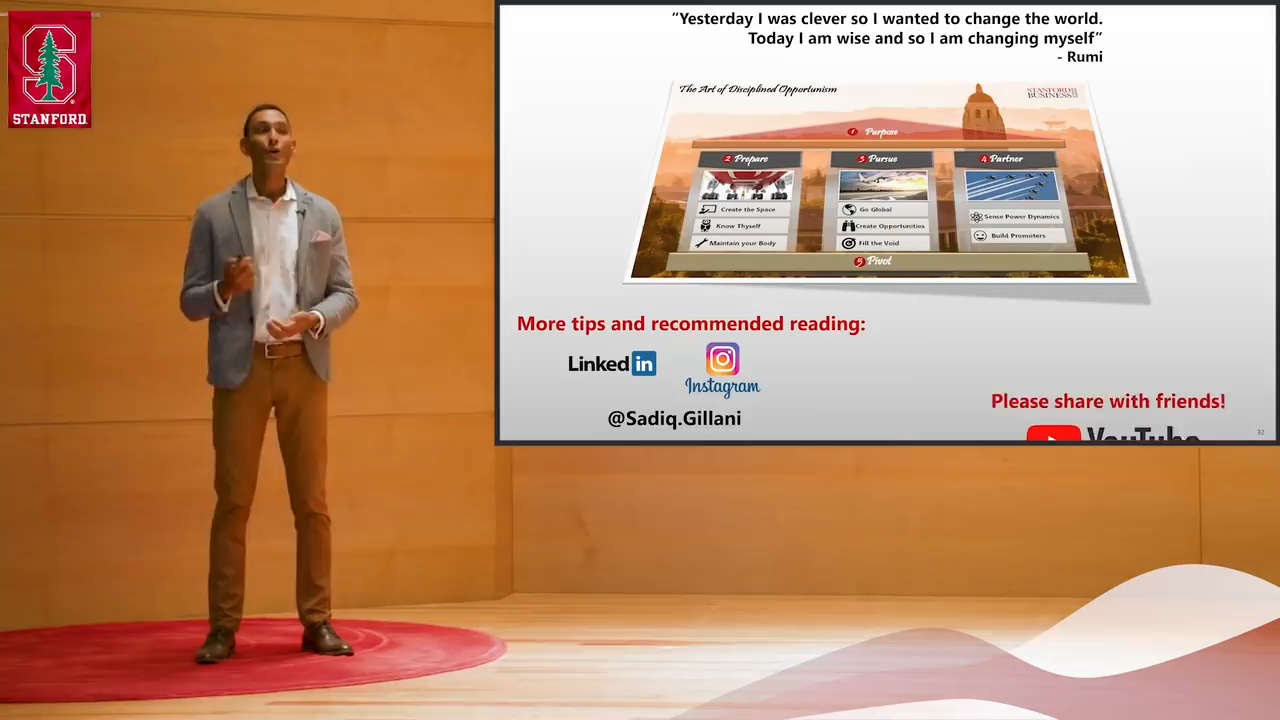 STANFORD
“Yesterday I was clever so I wanted to change the world.
Today I am wise and so I am changing myself”
- Rumi
The Art of Disciplined Opportunism
STANFORD
BUSINESS
1 Purpose
2 Prepare
Create the Space
Know Thyself
Maintain your Body
3 Pursue
Go Global
Create Opportunities
Fill the Void
4 Partner
Sense Power Dynamics
Build Promoters
5 Pivot
More tips and recommended reading:
Linked in
Instagram
@Sadiq.Gillani
Please share with friends!
YouTube
32